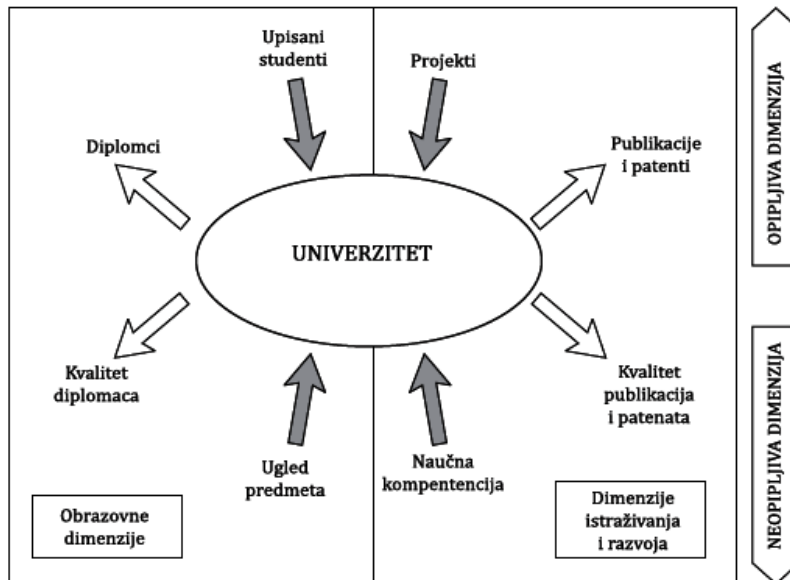 Upisani
studenti
Projekti
Diplomci
Publikacije
i patenti
UNIVERZITET
Kvalitet
diplomaca
Kvalitet
publikacija
i patenata
Ugled
predmeta
Naučna
kompentencija
Obrazovne
dimenzije
Dimenzije
istraživanja
i razvoja
OPIPLJIVA DIMENZIJA
NEOPIPLJIVA DIMENZIJA